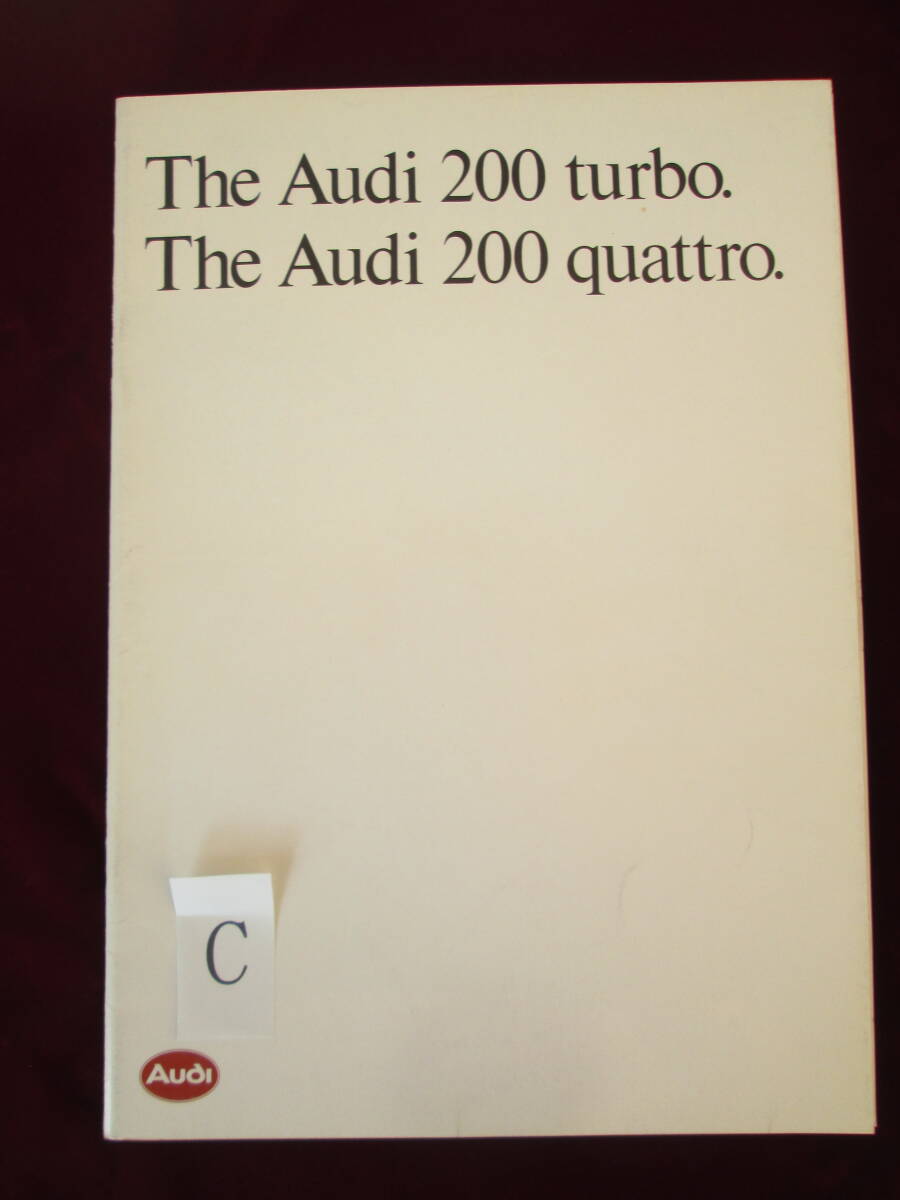 The Audi 200 turbo.
The Audi 200 quattro.
C
Audi